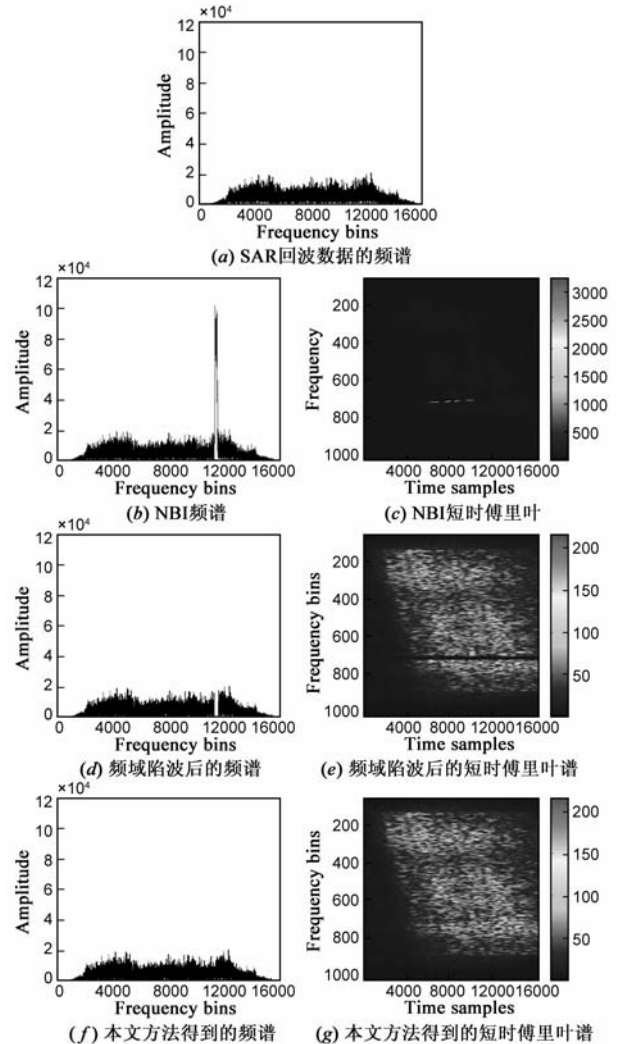 ×10⁴
12
10
8
6
4
2
0
Amplitude
0 4000 8000 12000 16000
Frequency bins
(a) SAR回波数据的频谱
×10⁴
12
10
8
6
4
2
0
Amplitude
0 4000 8000 12000 16000
Frequency bins
(b) NBI频谱
200
400
600
800
1000
Frequency
4000 8000 12000 16000
Time samples
3000
2500
2000
1500
1000
500
(c) NBI短时傅里叶
×10⁴
12
10
8
6
4
2
0
Amplitude
0 4000 8000 12000 16000
Frequency bins
(d) 频域陷波后的频谱
200
400
600
800
1000
Frequency bins
4000 8000 12000 16000
Time samples
200
150
100
50
(e) 频域陷波后的短时傅里叶谱
×10⁴
12
10
8
6
4
2
0
Amplitude
0 4000 8000 12000 16000
Frequency bins
(f) 本文方法得到的频谱
200
400
600
800
1000
Frequency bins
4000 8000 12000 16000
Time samples
200
150
100
50
(g) 本文方法得到的短时傅里叶谱